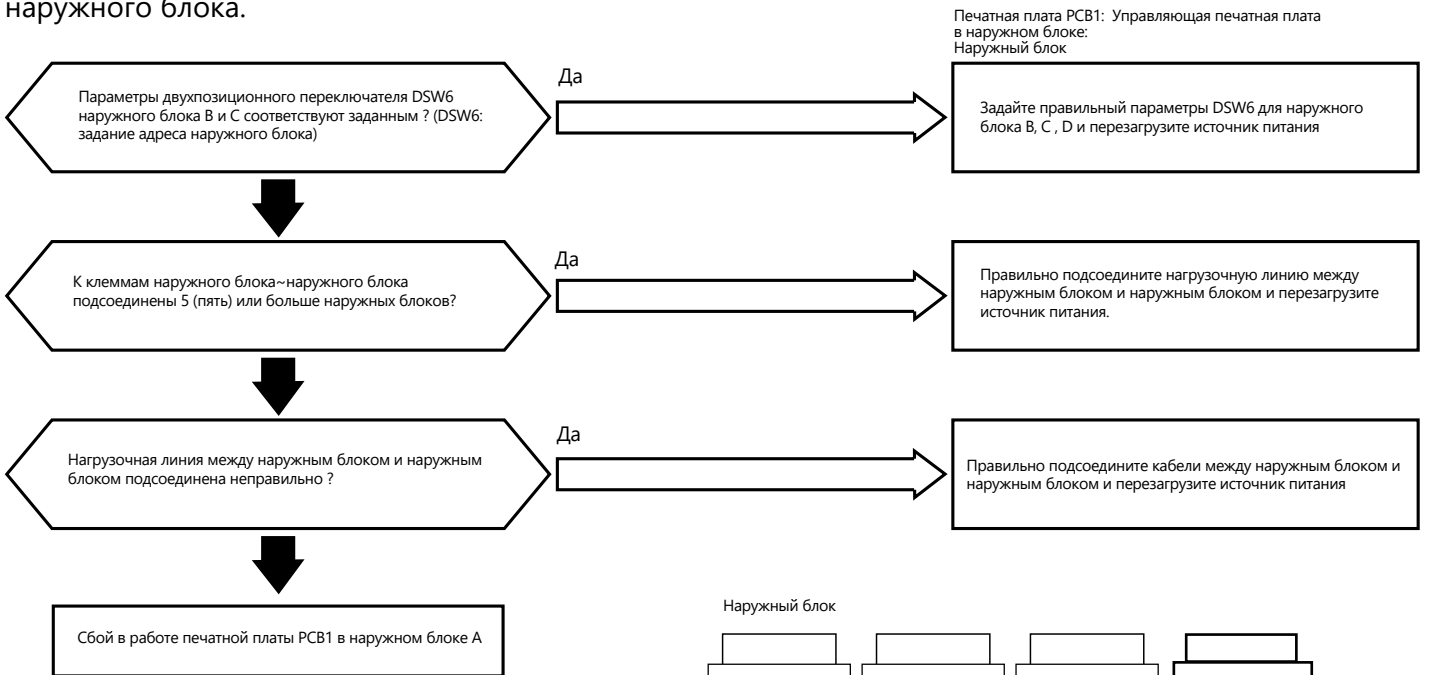 наружного блока.
Печатная плата PCB1: Управляющая печатная плата
в наружном блоке:
Наружный блок
Параметры двухпозиционного переключателя DSW6
наружного блока B и C соответствуют заданным ? (DSW6:
задание адреса наружного блока)
Да
Задайте правильный параметры DSW6 для наружного
блока B, C , D и перезагрузите источник питания
К клеммам наружного блока~наружного блока
подсоединены 5 (пять) или больше наружных блоков?
Да
Правильно подсоедините нагрузочную линию между
наружным блоком и наружным блоком и перезагрузите
источник питания.
Нагрузочная линия между наружным блоком и наружным
блоком подсоединена неправильно ?
Да
Правильно подсоедините кабели между наружным блоком и
наружным блоком и перезагрузите источник питания
Сбой в работе печатной платы PCB1 в наружном блоке A
Наружный блок